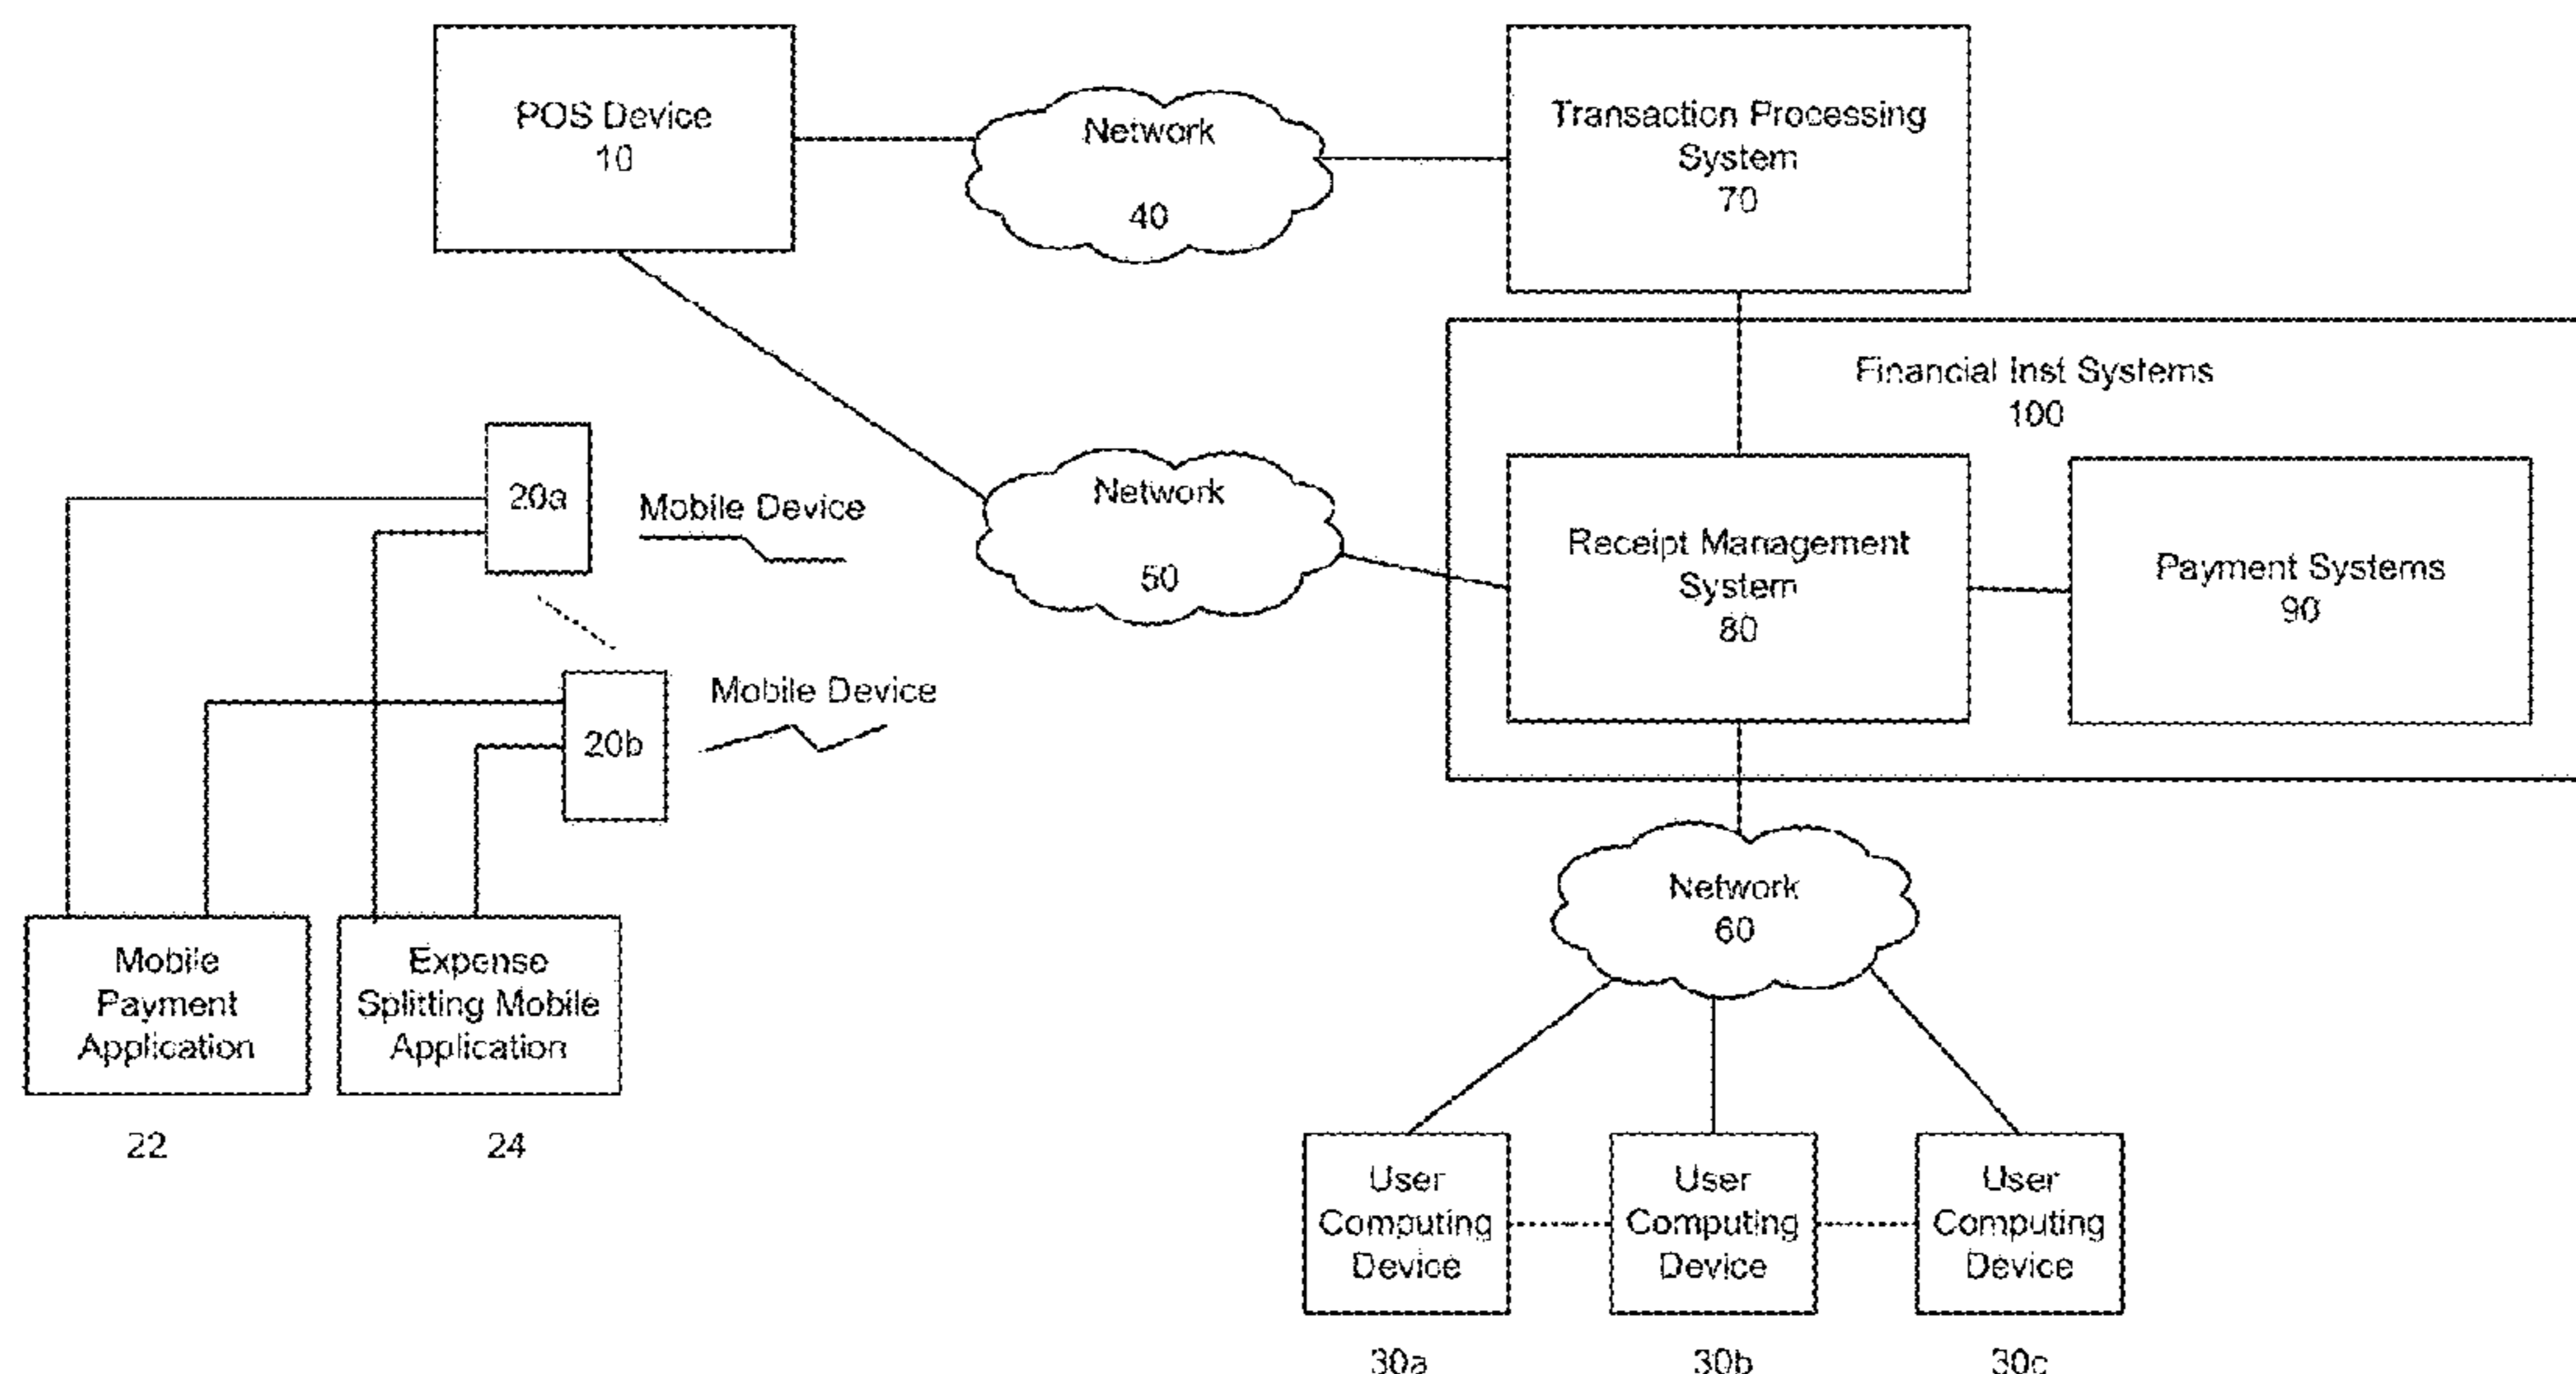 POS Device
10
Network
40
Transaction Processing
System
70
Financial Inst Systems
100
20a
Mobile Device
Network
50
Receipt Management
System
80
Payment Systems
90
20b
Mobile Device
Mobile
Payment
Application
22
Expense
Splitting Mobile
Application
24
Network
60
User
Computing
Device
30a
User
Computing
Device
30b
User
Computing
Device
30c